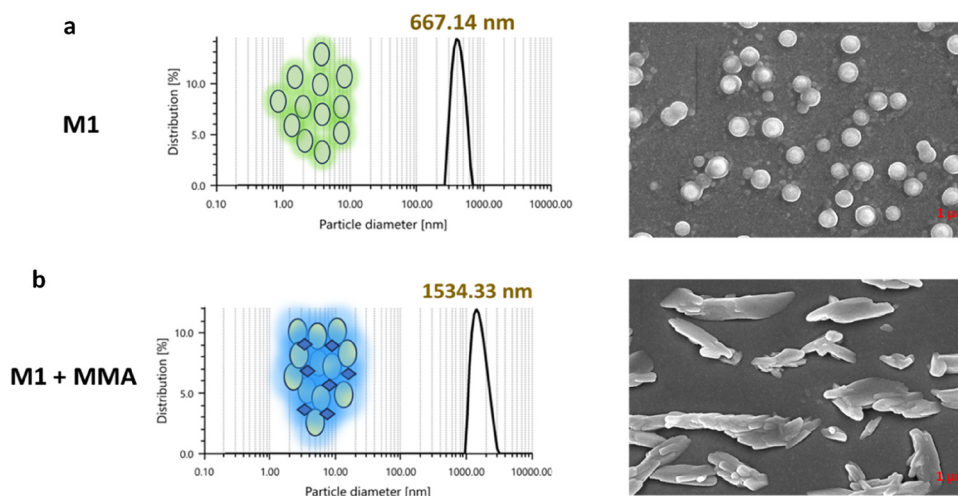 a
667.14 nm
M1
Distribution [%]
10.0
5.0
0.0
0.10 1.00 10.00 100.00 1000.00 10000.00
Particle diameter [nm]
b
1534.33 nm
M1 + MMA
Distribution [%]
10.0
5.0
0.0
0.10 1.00 10.00 100.00 1000.00 10000.00
Particle diameter [nm]